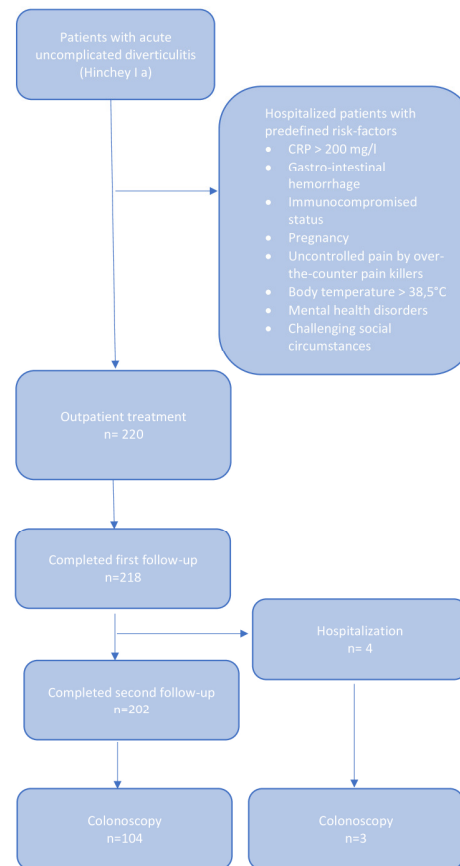 Patients with acute
uncomplicated diverticulitis
(Hinchey I a)
Hospitalized patients with
predefined risk-factors
• CRP > 200 mg/l
• Gastro-intestinal
hemorrhage
• Immunocompromised
status
• Pregnancy
• Uncontrolled pain by over-
the-counter pain killers
• Body temperature > 38,5°C
• Mental health disorders
• Challenging social
circumstances
Outpatient treatment
n= 220
Completed first follow-up
n=218
Hospitalization
n= 4
Completed second follow-up
n=202
Colonoscopy
n=104
Colonoscopy
n=3